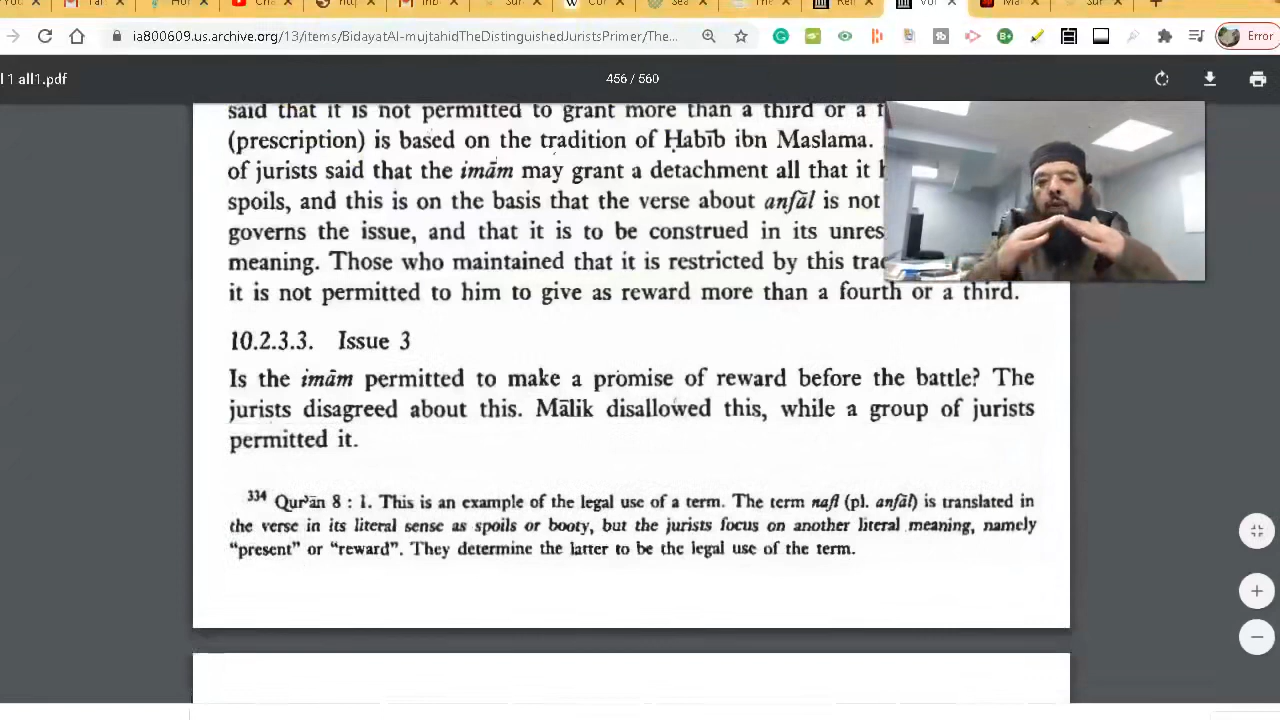 ia800609.us.archive.org/13/items/BidayatAl-mujtahidTheDistinguishedJuristsPrimer/The...
Error
l 1 all1.pdf
456 / 560
said that it is not permitted to grant more than a third or a
(prescription) is based on the tradition of Ḥabīb ibn Maslama.
of jurists said that the imām may grant a detachment all that it
spoils, and this is on the basis that the verse about anfāl is not
governs the issue, and that it is to be construed in its
meaning. Those who maintained that it is restricted by this
it is not permitted to him to give as reward more than a fourth or a third.
10.2.3.3. Issue 3
Is the imām permitted to make a promise of reward before the battle? The
jurists disagreed about this. Mālik disallowed this, while a group of jurists
permitted it.
334 Qurʾān 8 : 1. This is an example of the legal use of a term. The term nafl (pl. anfāl) is translated in
the verse in its literal sense as spoils or booty, but the jurists focus on another literal meaning, namely
"present" or "reward". They determine the latter to be the legal use of the term.